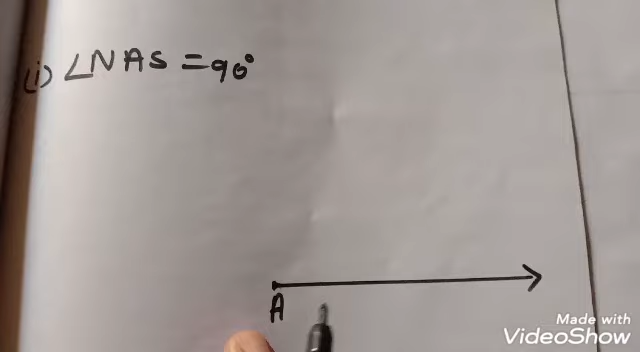 (i) ∠NAS = 90°
A
Made with
VideoShow